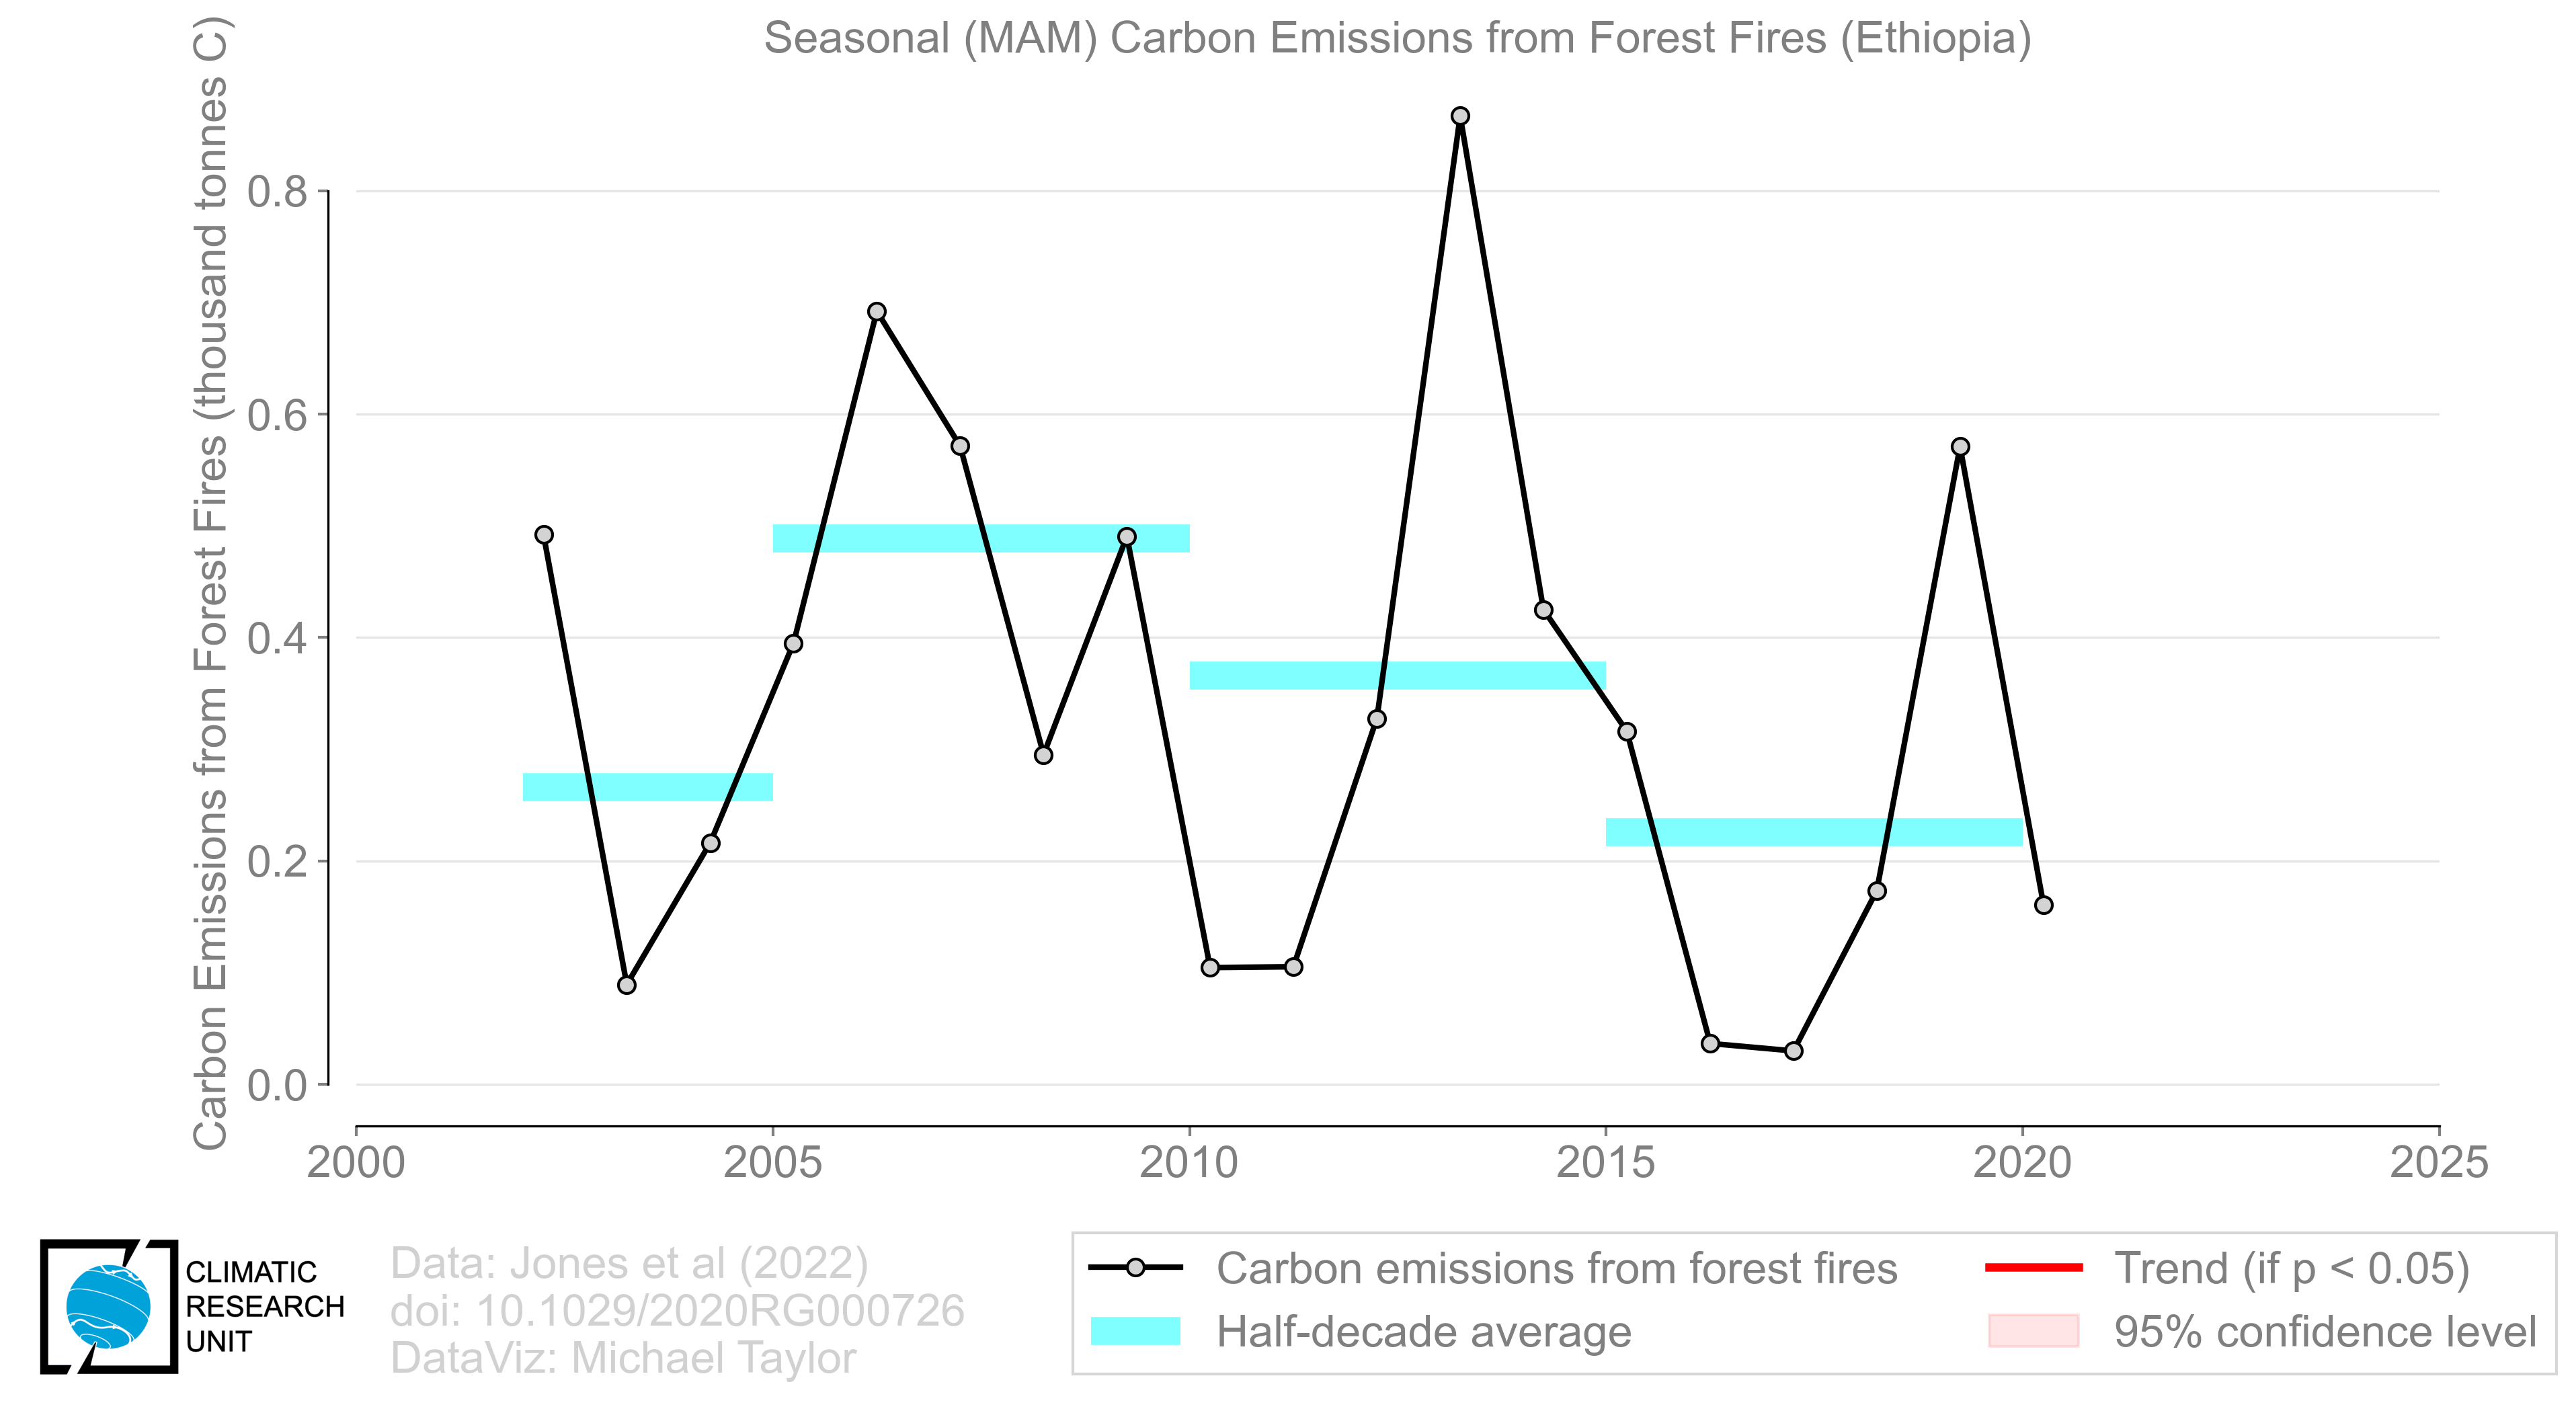 Seasonal (MAM) Carbon Emissions from Forest Fires (Ethiopia)
Carbon Emissions from Forest Fires (thousand tonnes C)
0.8
0.6
0.4
0.2
0.0
2000 2005 2010 2015 2020 2025
CLIMATIC
RESEARCH
UNIT
Data: Jones et al (2022)
doi: 10.1029/2020RG000726
DataViz: Michael Taylor
Carbon emissions from forest fires
Half-decade average
Trend (if p < 0.05)
95% confidence level